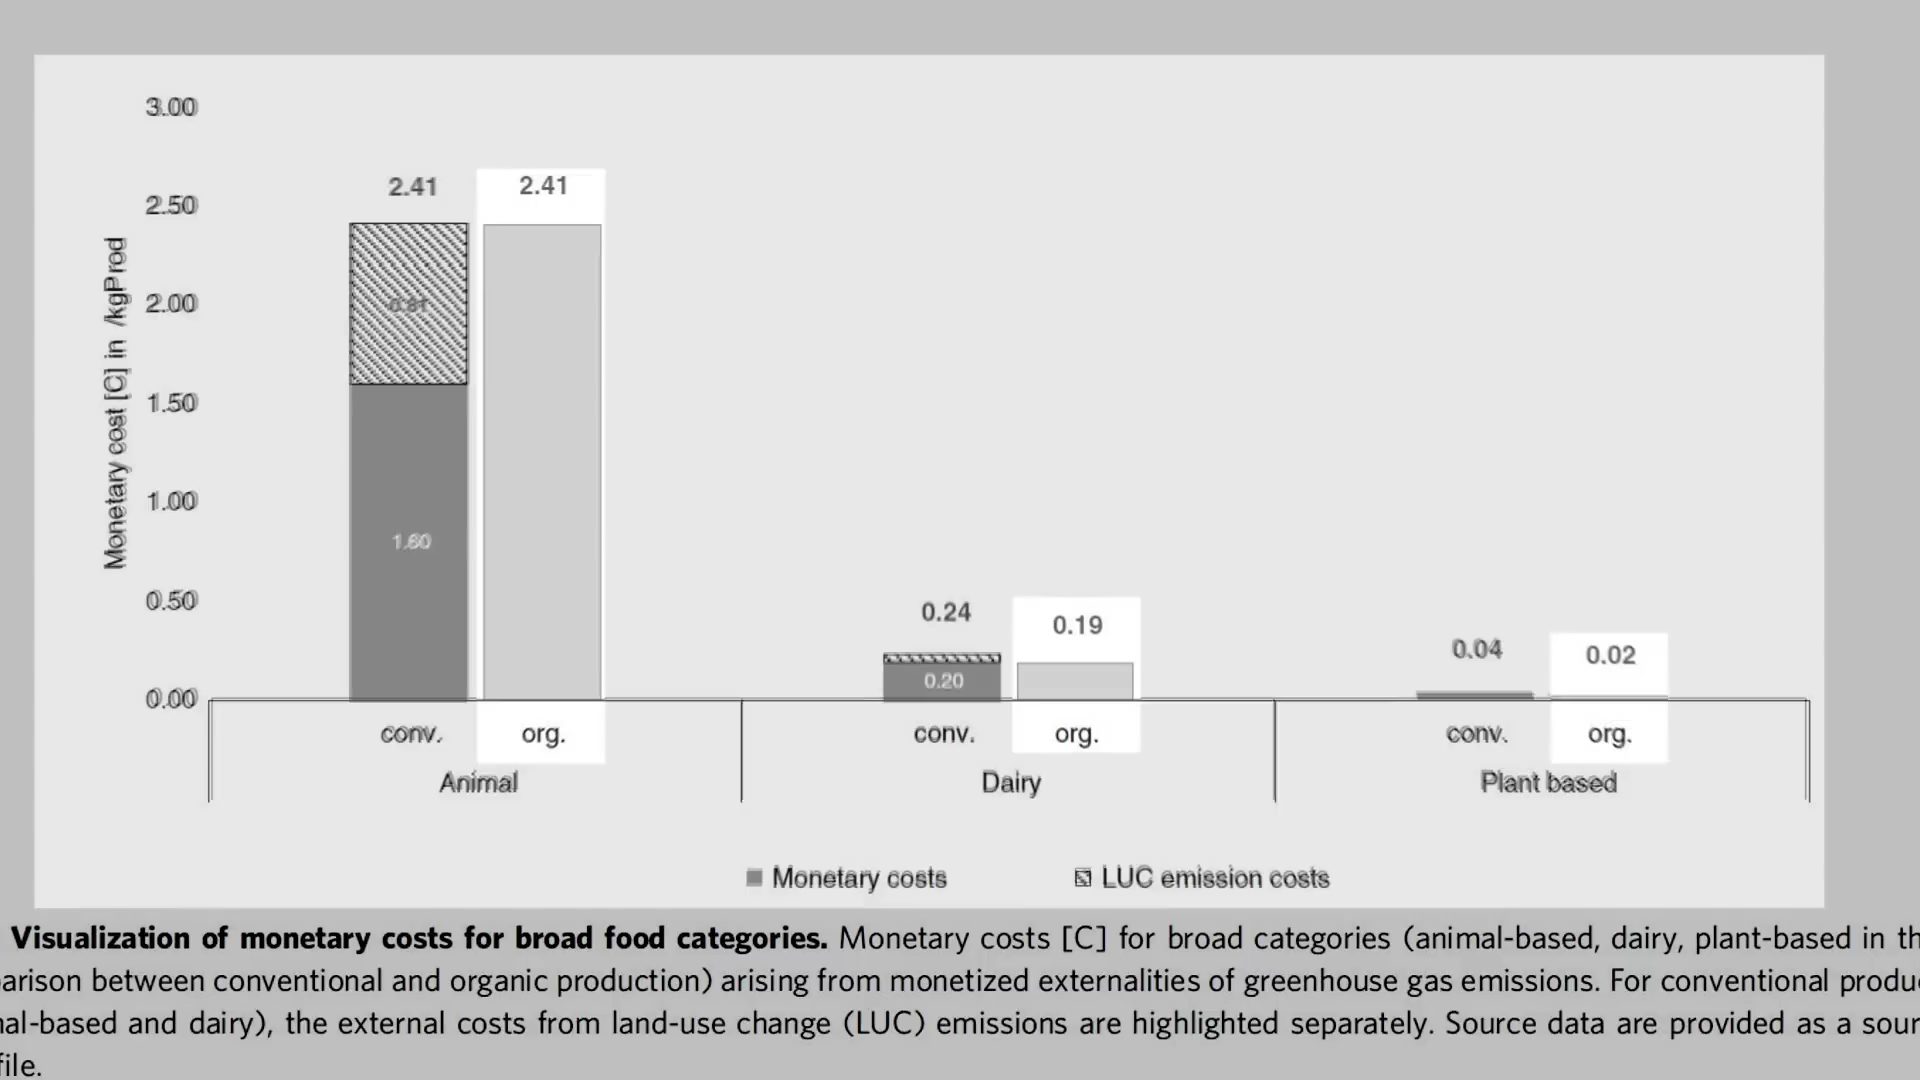 3.00
2.41 2.41
2.50
0.81
2.00
1.50
1.00
1.60
0.50
0.00
Monetary cost [C] in /kgProd
0.24 0.19
0.20
0.04 0.02
conv. org. conv. org. conv. org.
Animal Dairy Plant based
Monetary costs LUC emission costs
Visualization of monetary costs for broad food categories. Monetary costs [C] for broad categories (animal-based, dairy, plant-based in th
arison between conventional and organic production) arising from monetized externalities of greenhouse gas emissions. For conventional produ
al-based and dairy), the external costs from land-use change (LUC) emissions are highlighted separately. Source data are provided as a sour
file.